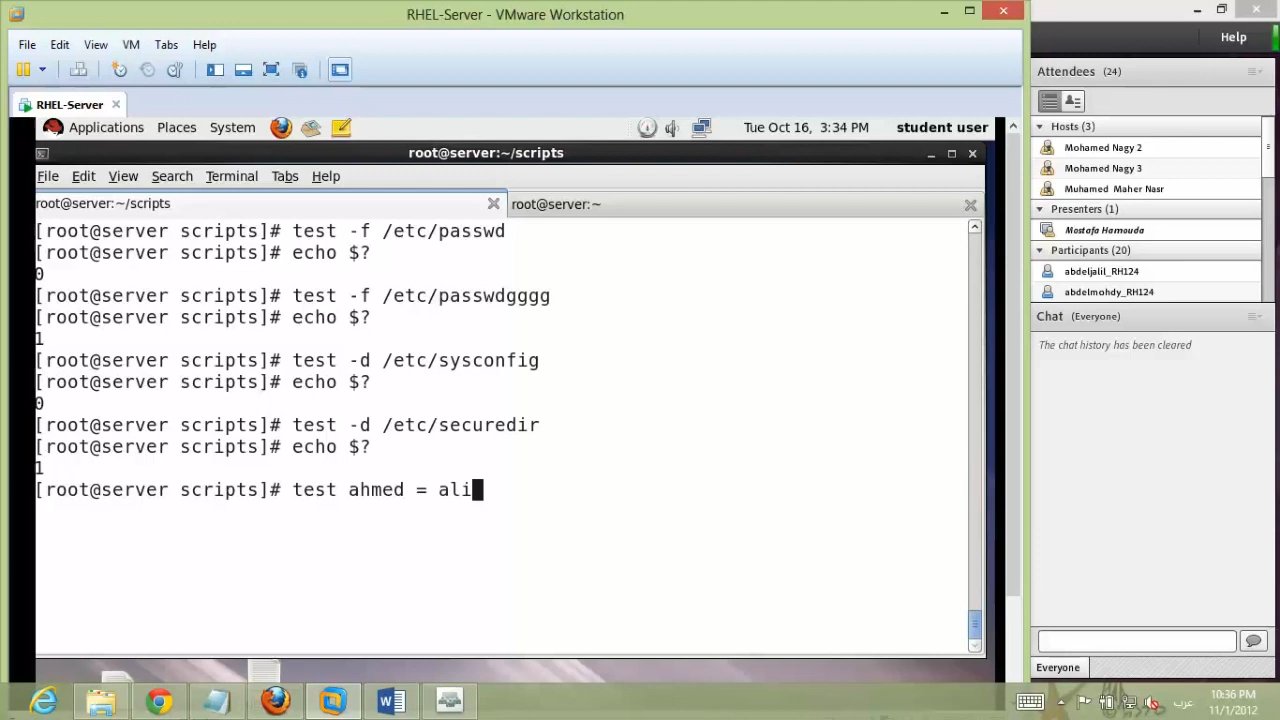 RHEL-Server - VMware Workstation
File Edit View VM Tabs Help
Help
RHEL-Server
Applications Places System Tue Oct 16, 3:34 PM student user
root@server:~/scripts
File Edit View Search Terminal Tabs Help
root@server:~/scripts root@server:~
[root@server scripts]# test -f /etc/passwd
[root@server scripts]# echo $?
0
[root@server scripts]# test -f /etc/passwdgggg
[root@server scripts]# echo $?
1
[root@server scripts]# test -d /etc/sysconfig
[root@server scripts]# echo $?
0
[root@server scripts]# test -d /etc/securedir
[root@server scripts]# echo $?
1
[root@server scripts]# test ahmed = ali
Attendees (24)
Hosts (3)
Mohamed Nagy 2
Mohamed Nagy 3
Muhamed Maher Nasr
Presenters (1)
Mostafa Hamouda
Participants (20)
abdeljalil_RH124
abdelmohdy_RH124
Chat (Everyone)
The chat history has been cleared
Everyone
عرب
10:36 PM
11/1/2012